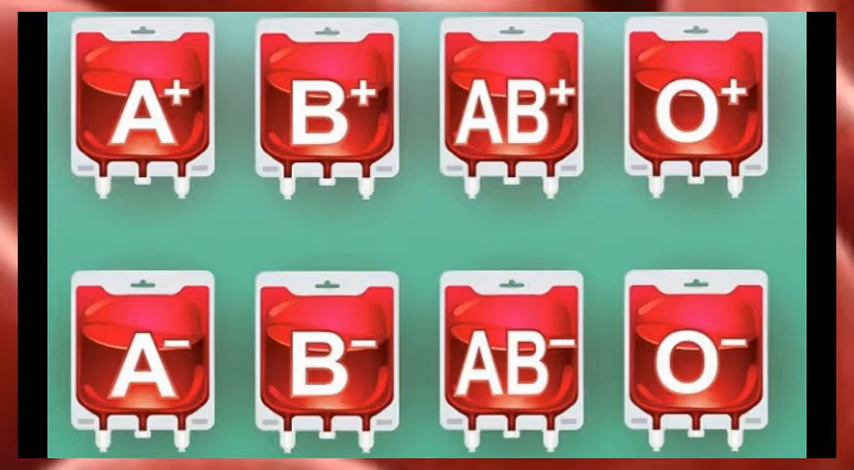 A+ B+ AB+ O+
A- B- AB- O-